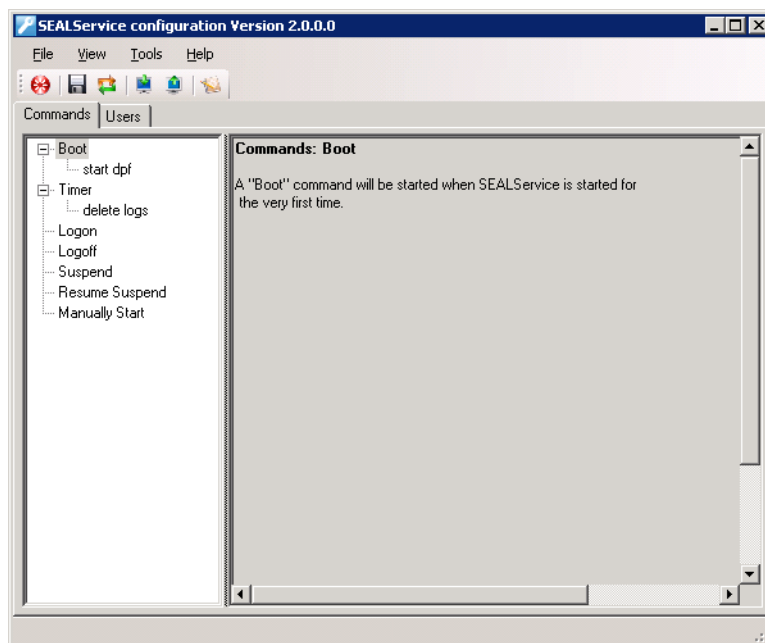 SEALService configuration Version 2.0.0.0
File View Tools Help
Commands Users
Boot
start dpf
Timer
delete logs
Logon
Logoff
Suspend
Resume Suspend
Manually Start
Commands: Boot
A "Boot" command will be started when SEALService is started for
the very first time.